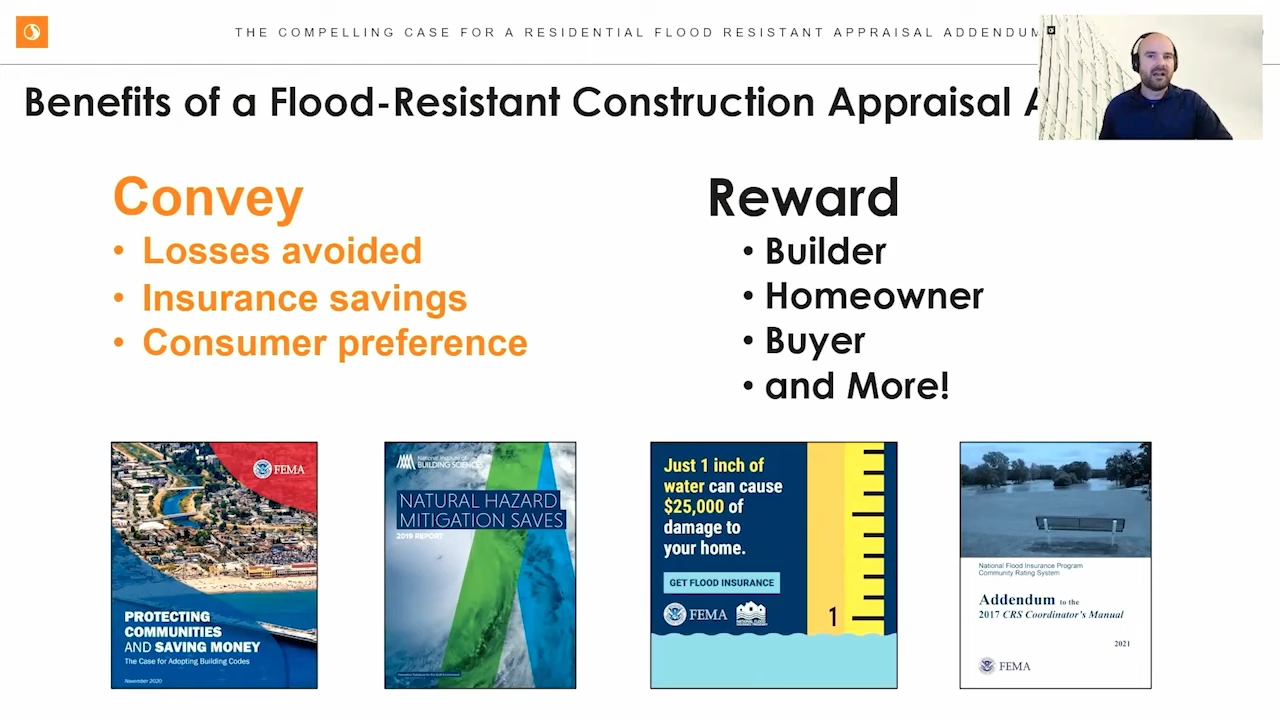 THE COMPELLING CASE FOR A RESIDENTIAL FLOOD RESISTANT APPRAISAL ADDENDUM
Benefits of a Flood-Resistant Construction Appraisal A
Convey
• Losses avoided
• Insurance savings
• Consumer preference
Reward
• Builder
• Homeowner
• Buyer
• and More!
FEMA
PROTECTING
COMMUNITIES
AND SAVING MONEY
The Case for Adopting Building Codes
November 2020
National Institute of
BUILDING SCIENCES
NATURAL HAZARD
MITIGATION SAVES
2019 REPORT
Just 1 inch of
water can cause
$25,000 of
damage to
your home.
GET FLOOD INSURANCE
FEMA
1
National Flood Insurance Program
Community Rating System
Addendum to the
2017 CRS Coordinator's Manual
2021
FEMA